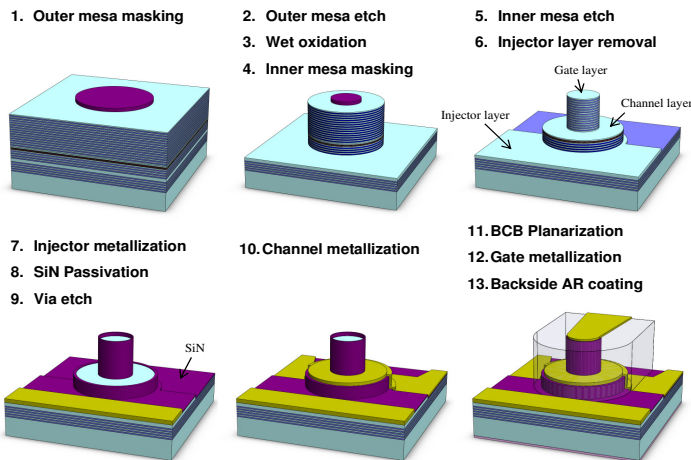 1. Outer mesa masking
2. Outer mesa etch
3. Wet oxidation
4. Inner mesa masking
5. Inner mesa etch
6. Injector layer removal
Gate layer
Channel layer
Injector layer
7. Injector metallization
8. SiN Passivation
9. Via etch
SiN
10. Channel metallization
11. BCB Planarization
12. Gate metallization
13. Backside AR coating